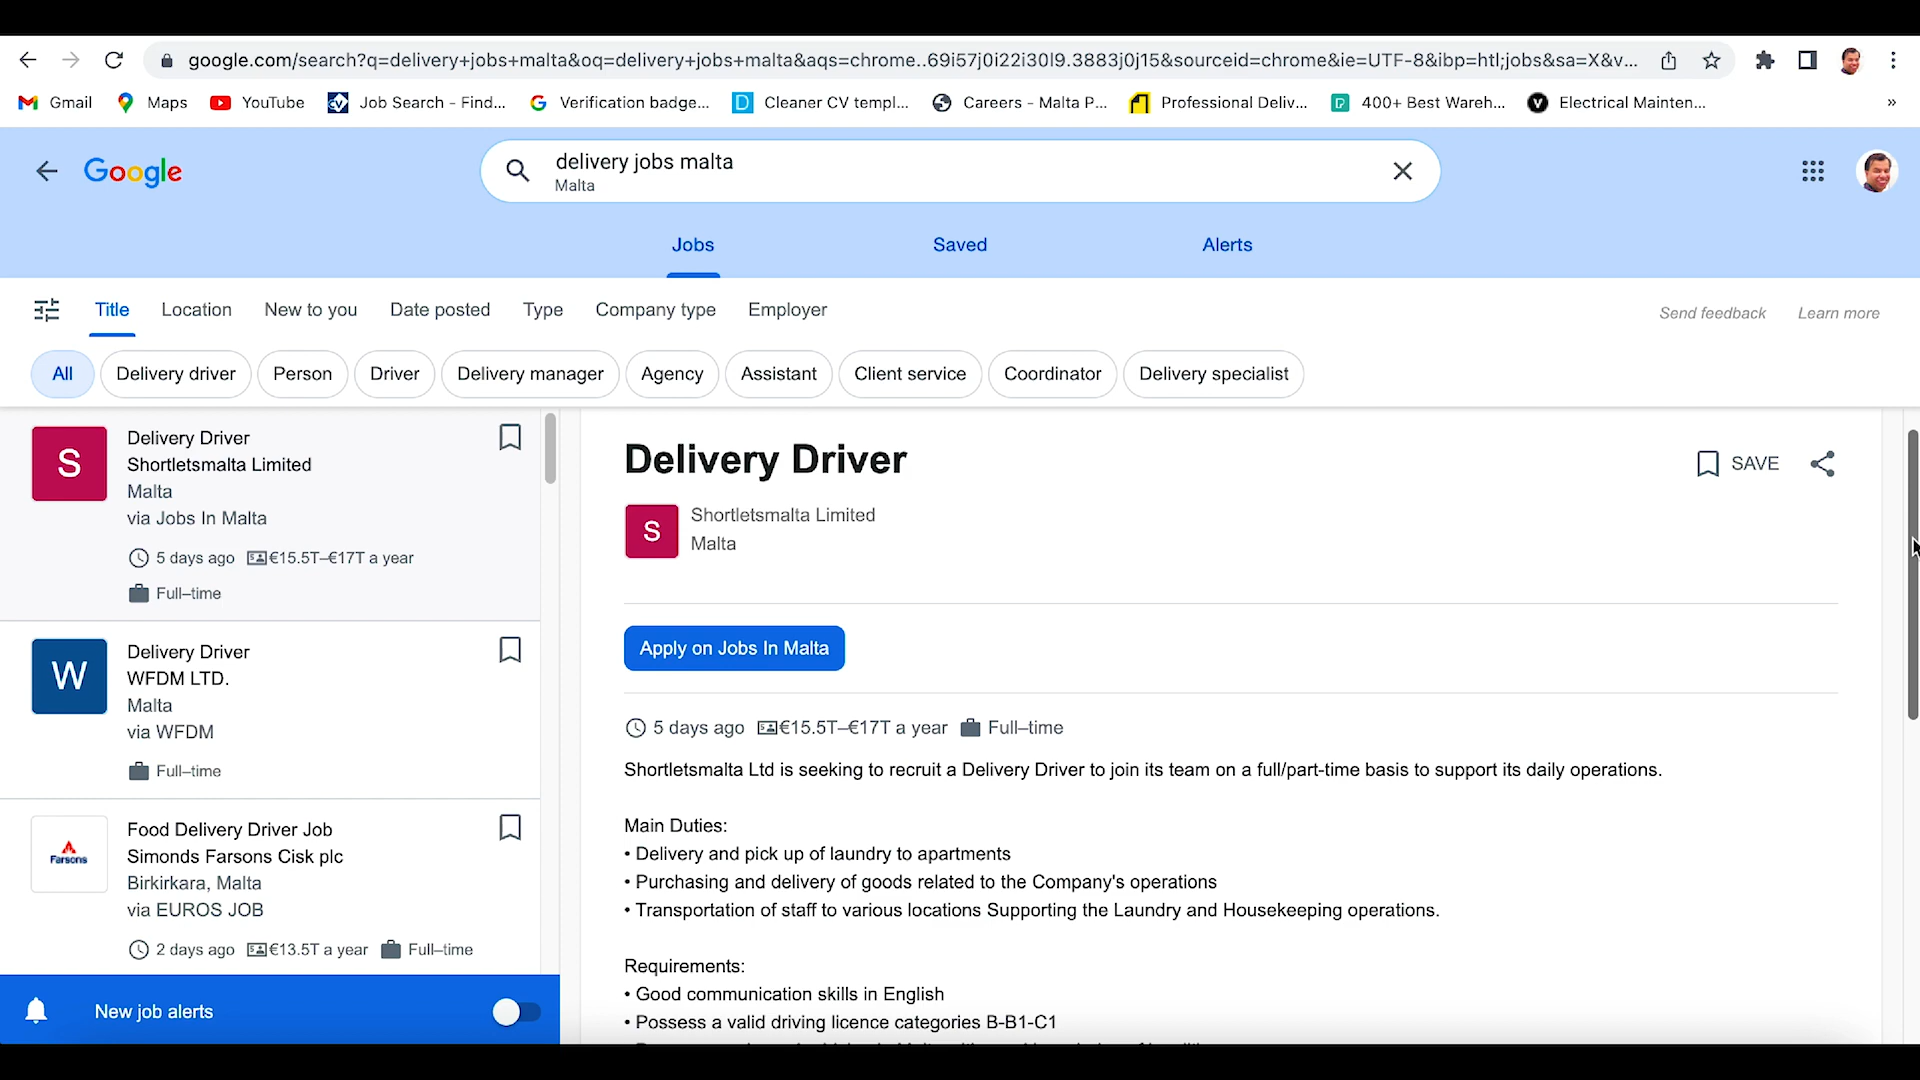 google.com/search?q=delivery+jobs+malta&oq=delivery+jobs+malta&aqs=chrome..69i57j0i22i30l9.3883j0j15&sourceid=chrome&ie=UTF-8&ibp=htl;jobs&sa=X&v...
Gmail Maps YouTube Job Search - Find... Verification badge... Cleaner CV templ... Careers - Malta P... Professional Deliv... 400+ Best Wareh... Electrical Mainten... »
Google
delivery jobs malta
Malta
Jobs Saved Alerts
Title Location New to you Date posted Type Company type Employer
Send feedback Learn more
All Delivery driver Person Driver Delivery manager Agency Assistant Client service Coordinator Delivery specialist
S
Delivery Driver
Shortletsmalta Limited
Malta
via Jobs In Malta
5 days ago €15.5T–€17T a year
Full–time
W
Delivery Driver
WFDM LTD.
Malta
via WFDM
Full–time
Farsons
Food Delivery Driver Job
Simonds Farsons Cisk plc
Birkirkara, Malta
via EUROS JOB
2 days ago €13.5T a year Full–time
New job alerts
Delivery Driver
SAVE
S
Shortletsmalta Limited
Malta
Apply on Jobs In Malta
5 days ago €15.5T–€17T a year Full–time
Shortletsmalta Ltd is seeking to recruit a Delivery Driver to join its team on a full/part-time basis to support its daily operations.
Main Duties:
• Delivery and pick up of laundry to apartments
• Purchasing and delivery of goods related to the Company's operations
• Transportation of staff to various locations Supporting the Laundry and Housekeeping operations.
Requirements:
• Good communication skills in English
• Possess a valid driving licence categories B-B1-C1